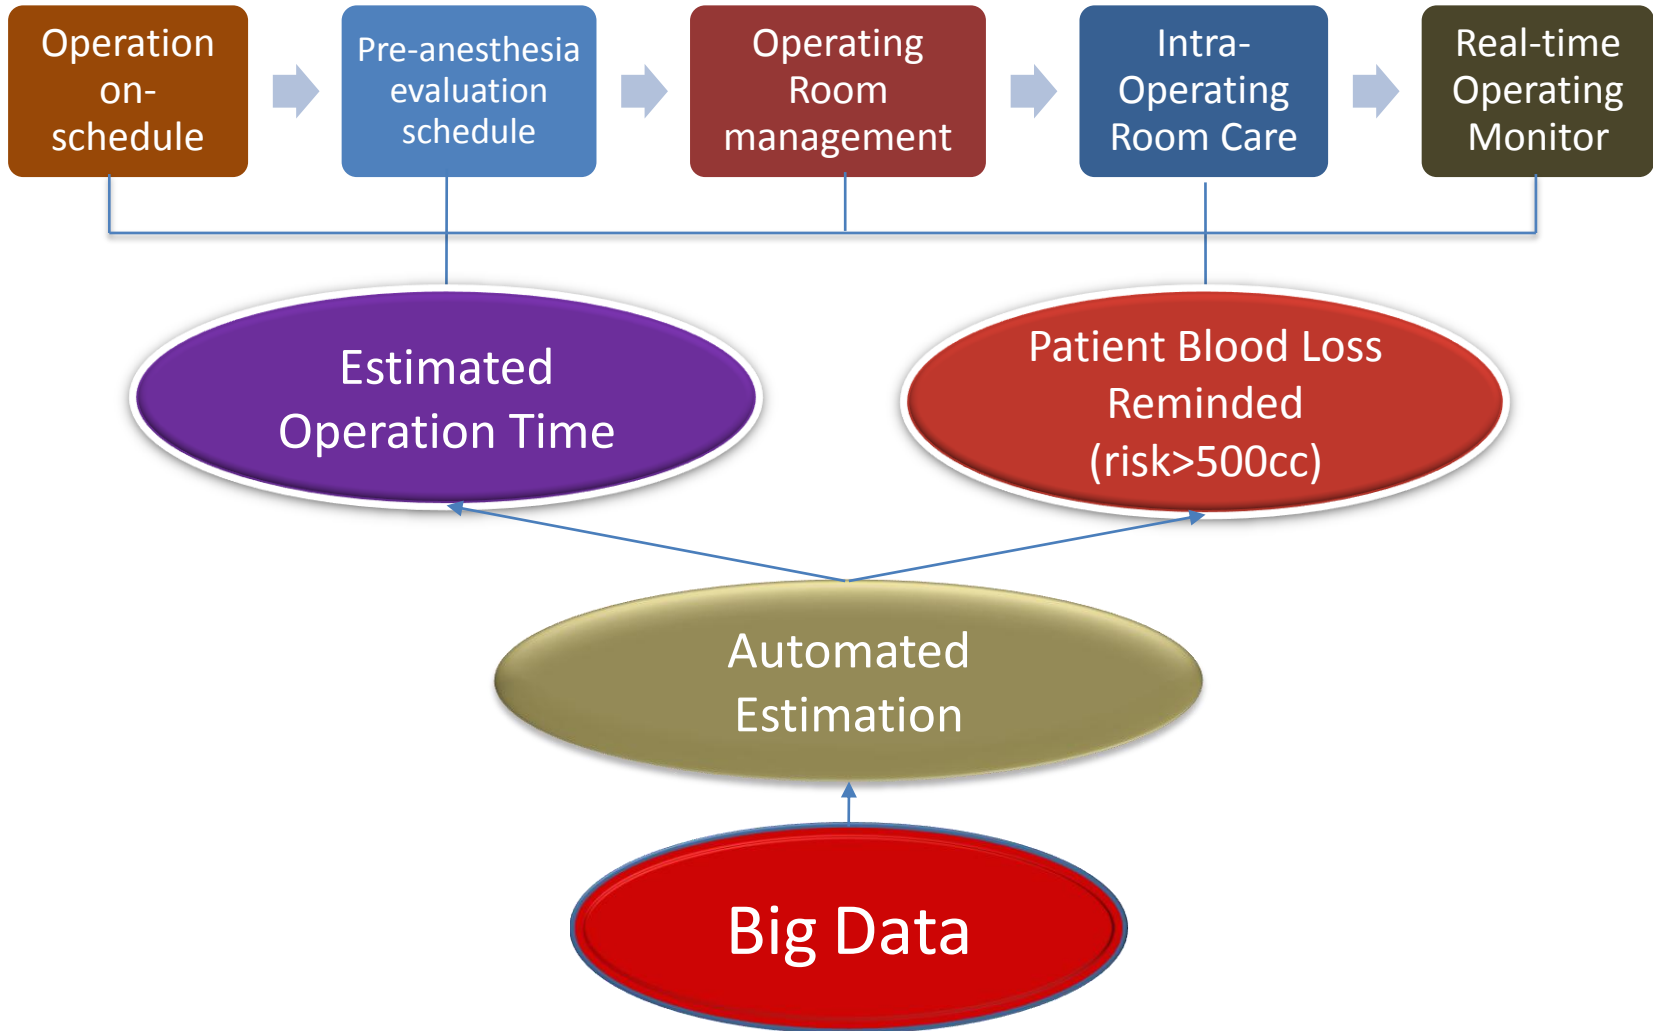 Operation
on-
schedule
Pre-anesthesia
evaluation
schedule
Operating
Room
management
Intra-
Operating
Room Care
Real-time
Operating
Monitor
Estimated
Operation Time
Patient Blood Loss
Reminded
(risk>500cc)
Automated
Estimation
Big Data